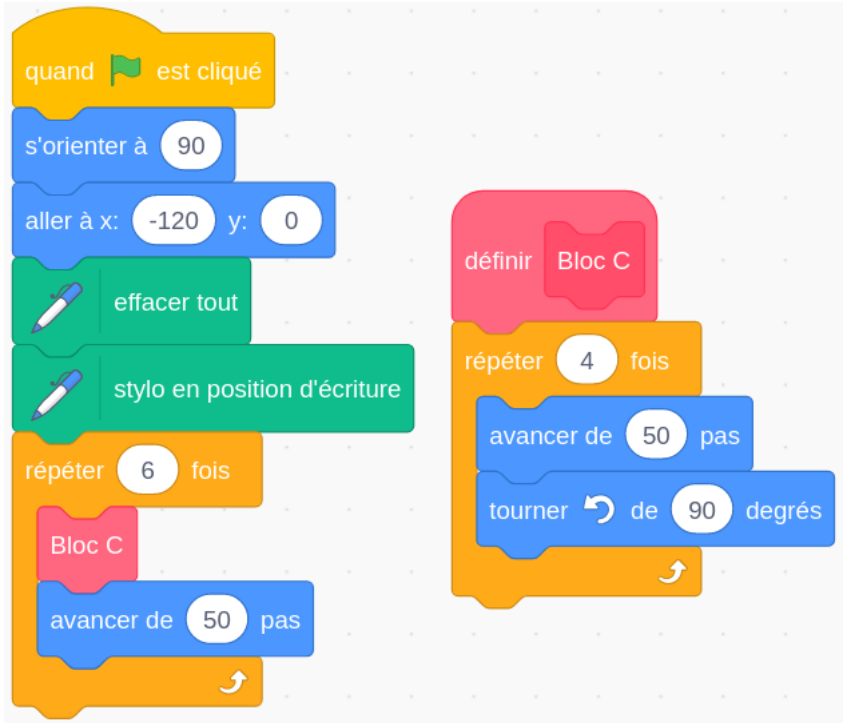 quand est cliqué
s'orienter à 90
aller à x: -120 y: 0
effacer tout
stylo en position d'écriture
répéter 6 fois
Bloc C
avancer de 50 pas
définir Bloc C
répéter 4 fois
avancer de 50 pas
tourner de 90 degrés